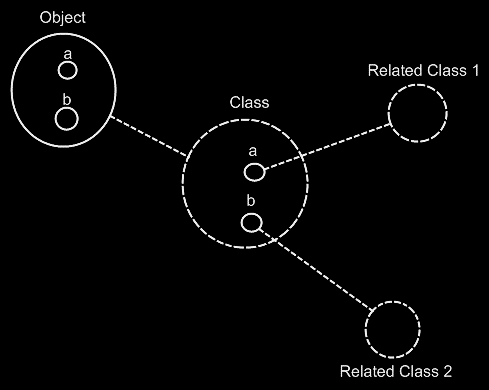 Object
a
b
Class
a
b
Related Class 1
Related Class 2